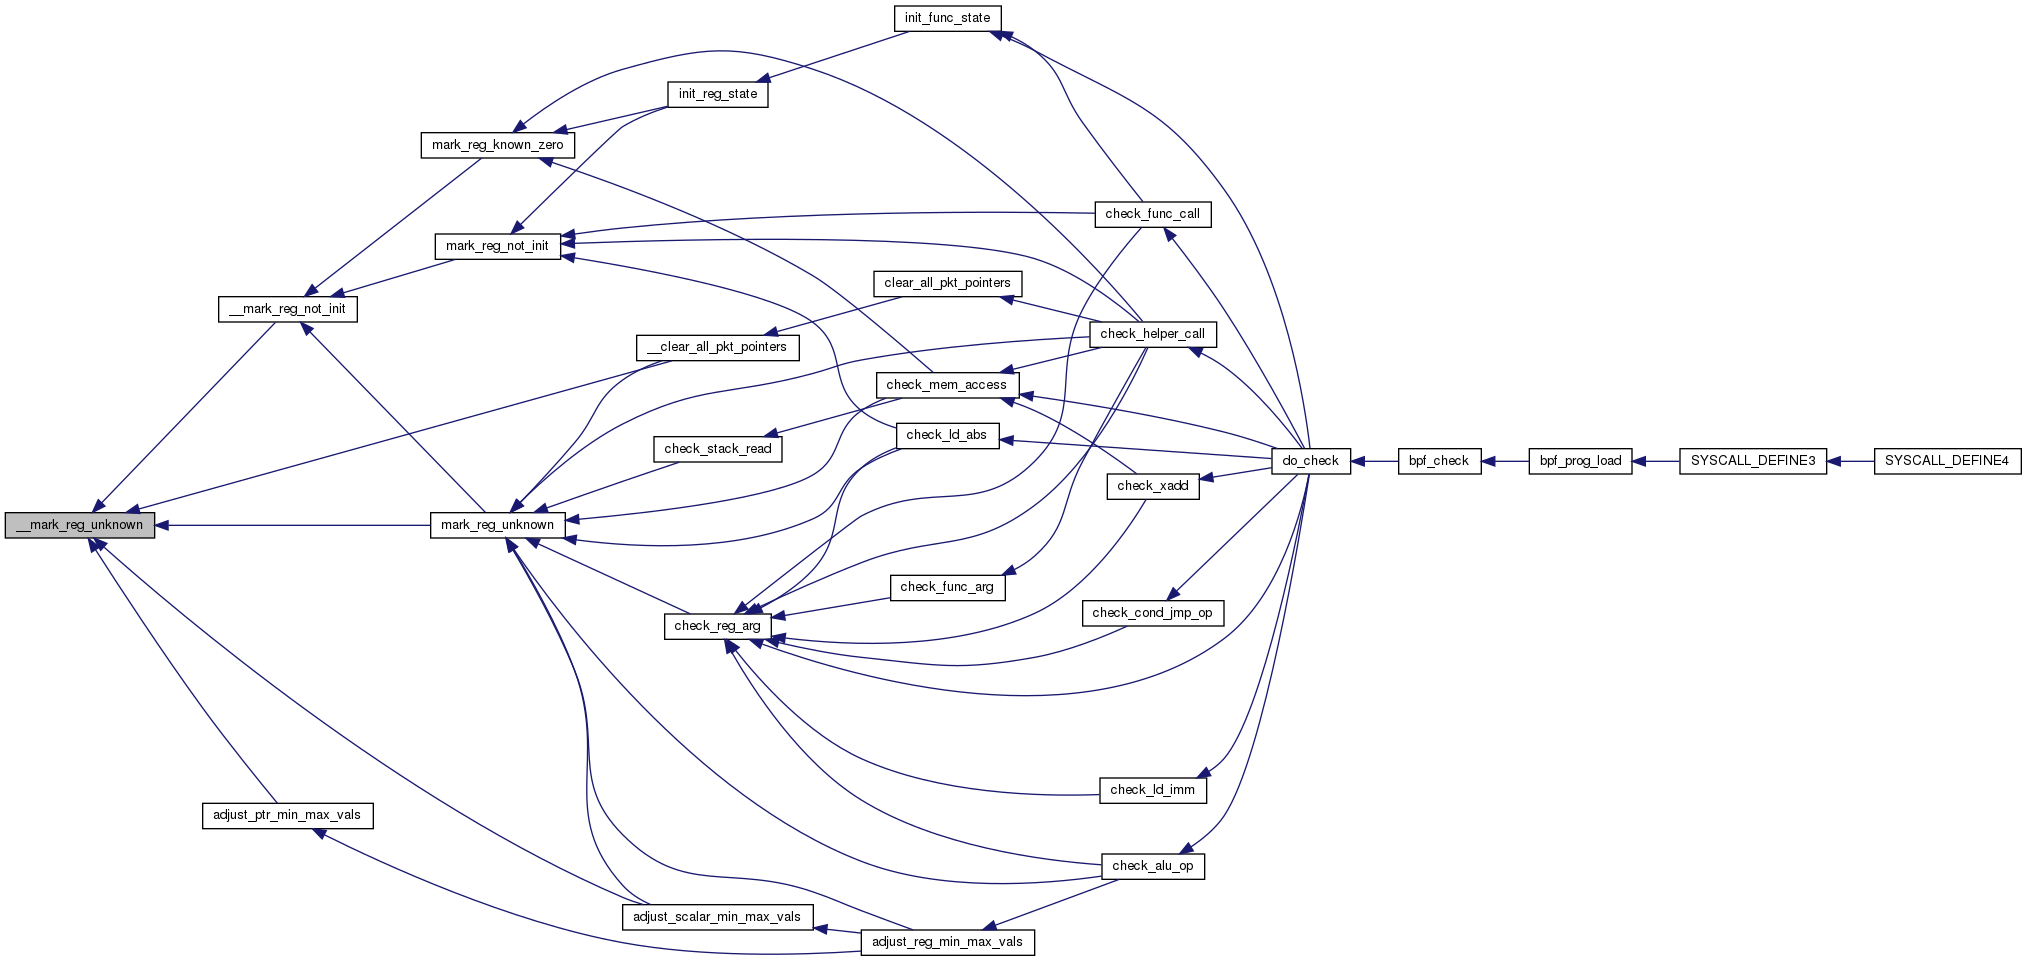 init_func_state
init_reg_state
mark_reg_known_zero
check_func_call
mark_reg_not_init
clear_all_pkt_pointers
__mark_reg_not_init
check_helper_call
__clear_all_pkt_pointers
check_mem_access
check_ld_abs
check_stack_read
do_check
bpf_check
bpf_prog_load
SYSCALL_DEFINE3
SYSCALL_DEFINE4
check_xadd
__mark_reg_unknown
mark_reg_unknown
check_func_arg
check_cond_jmp_op
check_reg_arg
check_ld_imm
adjust_ptr_min_max_vals
check_alu_op
adjust_scalar_min_max_vals
adjust_reg_min_max_vals